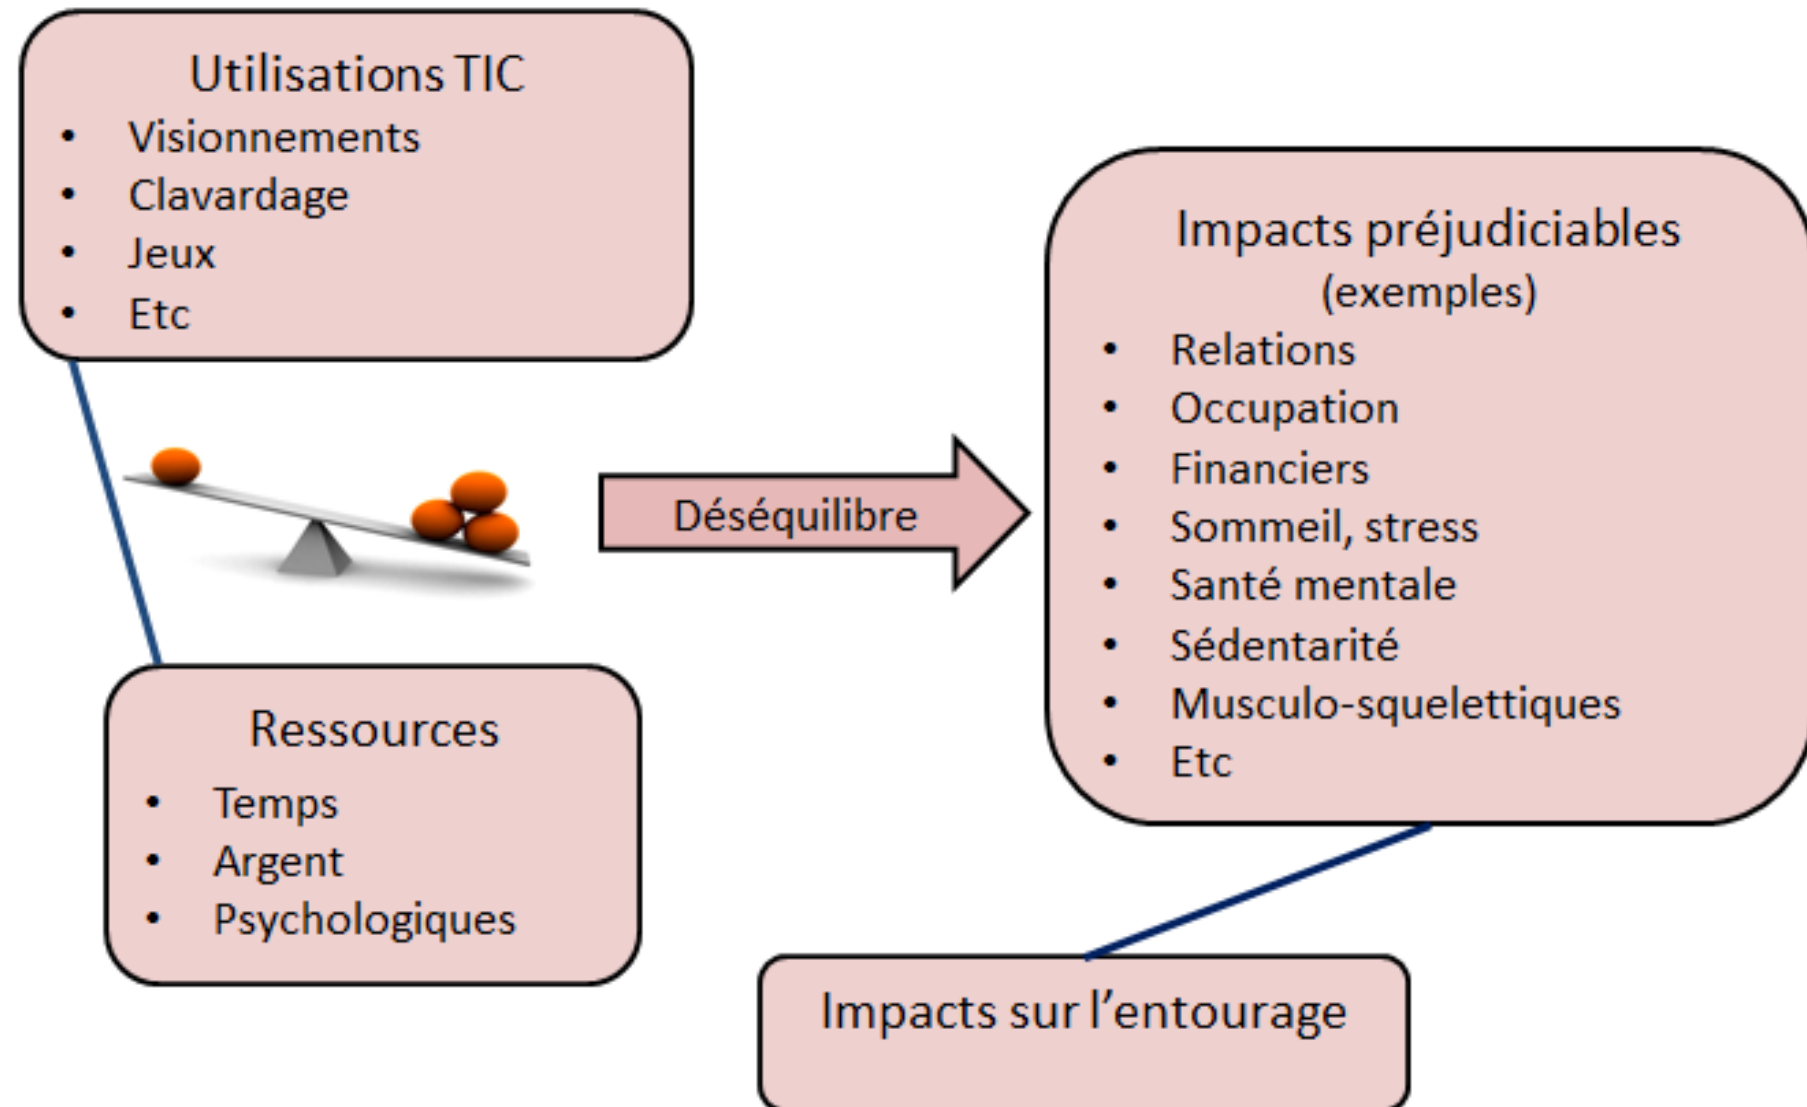 Utilisations TIC
• Visionnements
• Clavardage
• Jeux
• Etc
Déséquilibre
Ressources
• Temps
• Argent
• Psychologiques
Impacts préjudiciables
(exemples)
• Relations
• Occupation
• Financiers
• Sommeil, stress
• Santé mentale
• Sédentarité
• Musculo-squelettiques
• Etc
Impacts sur l’entourage